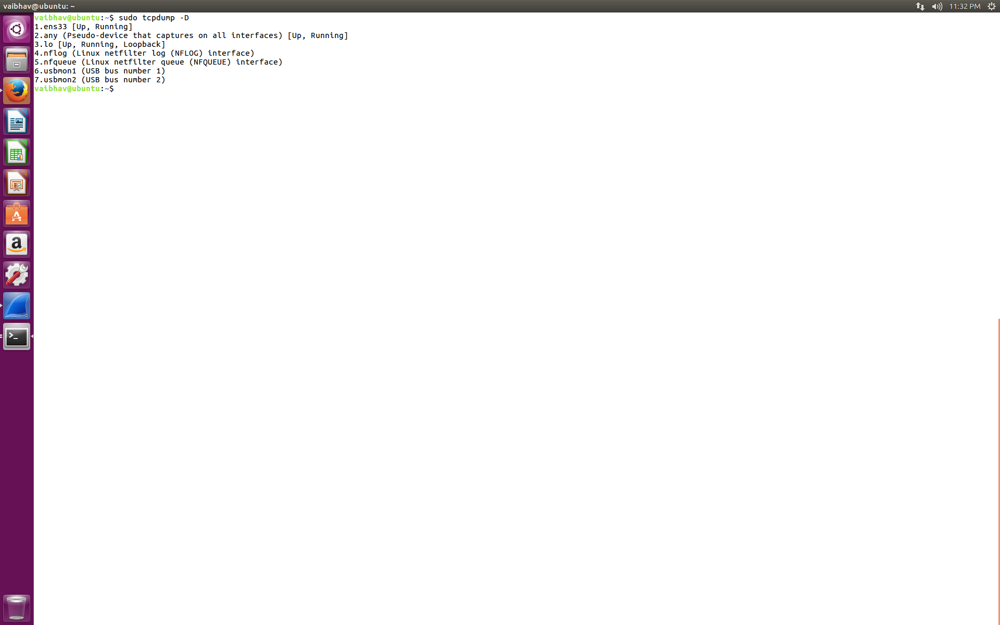 vaibhav@ubuntu: ~
11:32 PM
vaibhav@ubuntu:~$ sudo tcpdump -D
1.ens33 [Up, Running]
2.any (Pseudo-device that captures on all interfaces) [Up, Running]
3.lo [Up, Running, Loopback]
4.nflog (Linux netfilter log (NFLOG) interface)
5.nfqueue (Linux netfilter queue (NFQUEUE) interface)
6.usbmon1 (USB bus number 1)
7.usbmon2 (USB bus number 2)
vaibhav@ubuntu:~$